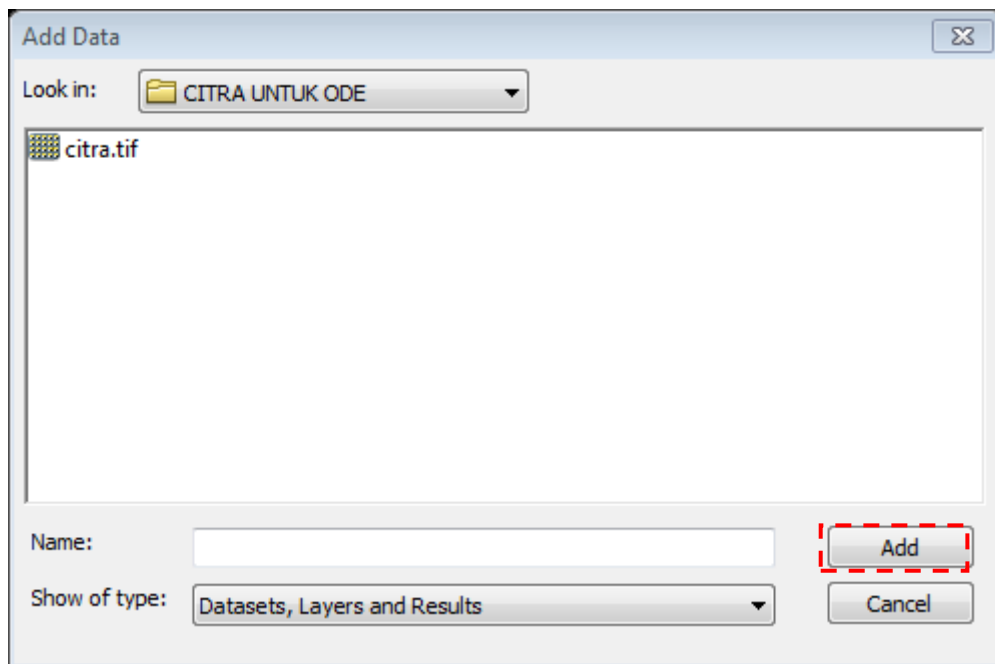 Add Data
Look in: CITRA UNTUK ODE
citra.tif
Name: Add
Show of type: Datasets, Layers and Results Cancel